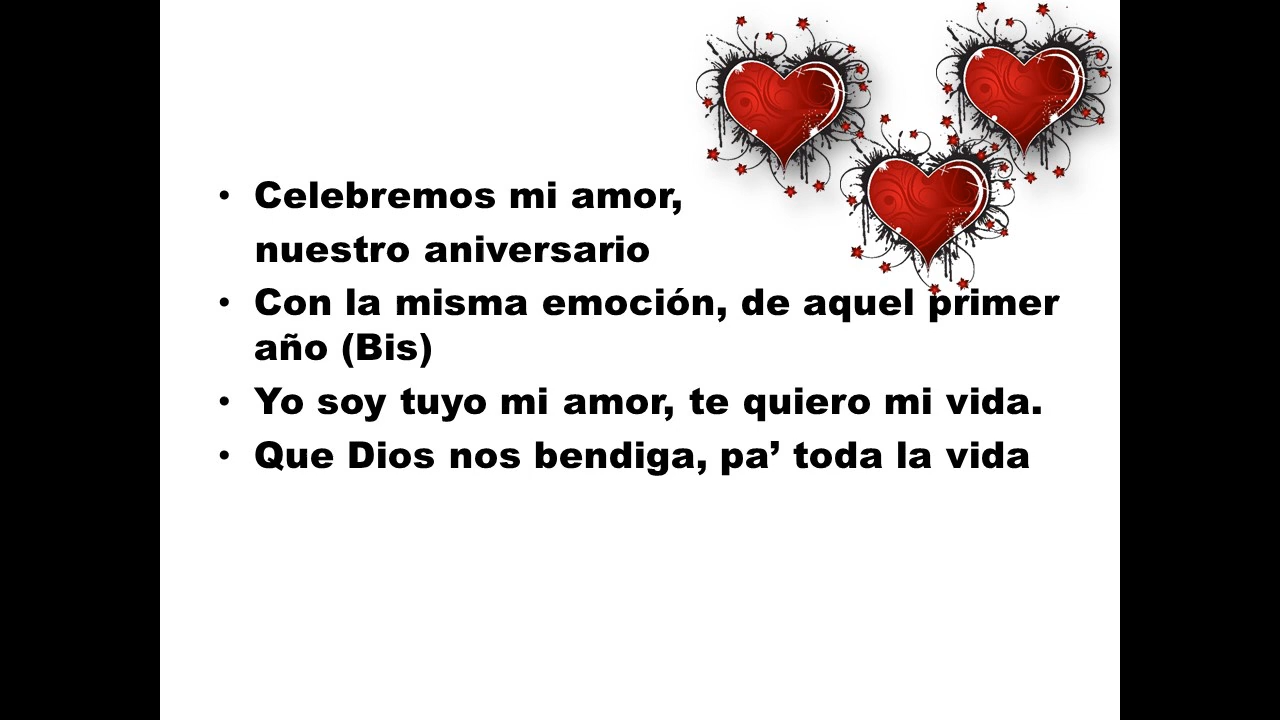 • Celebremos mi amor,
nuestro aniversario
• Con la misma emoción, de aquel primer
año (Bis)
• Yo soy tuyo mi amor, te quiero mi vida.
• Que Dios nos bendiga, pa’ toda la vida